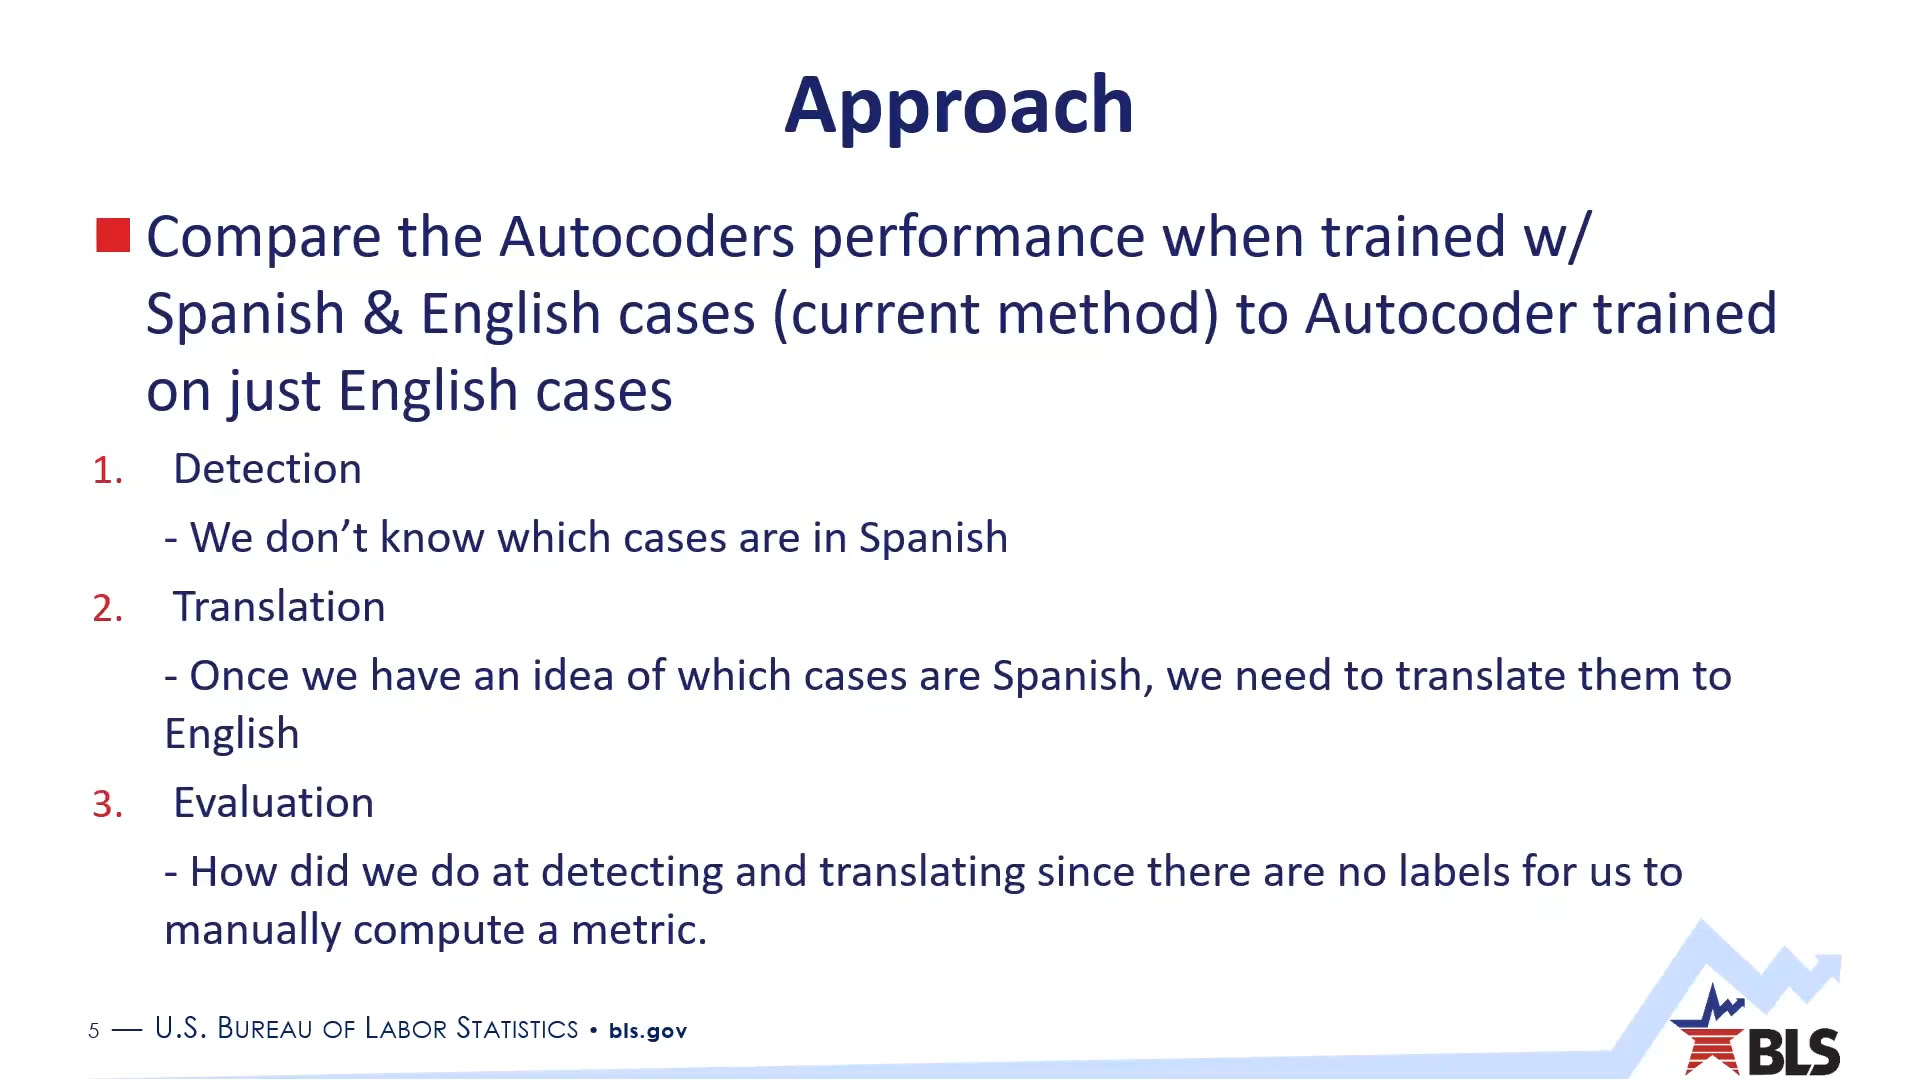 Approach
Compare the Autocoders performance when trained w/
Spanish & English cases (current method) to Autocoder trained
on just English cases
1. Detection
- We don’t know which cases are in Spanish
2. Translation
- Once we have an idea of which cases are Spanish, we need to translate them to
English
3. Evaluation
- How did we do at detecting and translating since there are no labels for us to
manually compute a metric.
5 — U.S. BUREAU OF LABOR STATISTICS • bls.gov
BLS